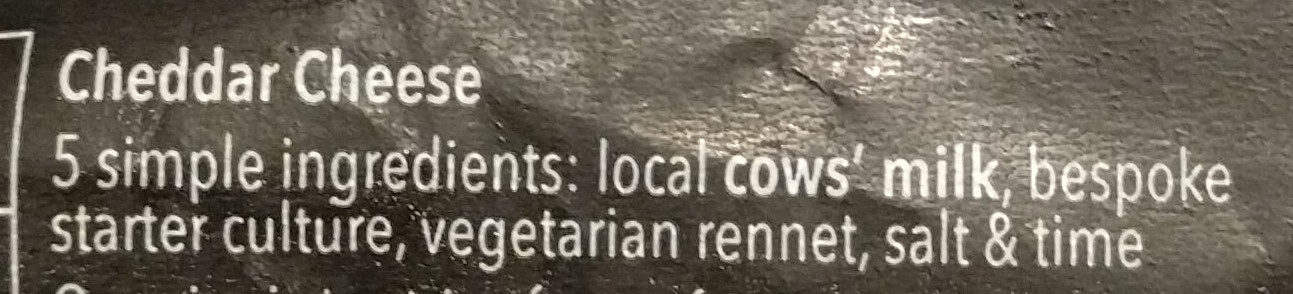 Cheddar Cheese
5 simple ingredients: local cows' milk, bespoke
starter culture, vegetarian rennet, salt & time